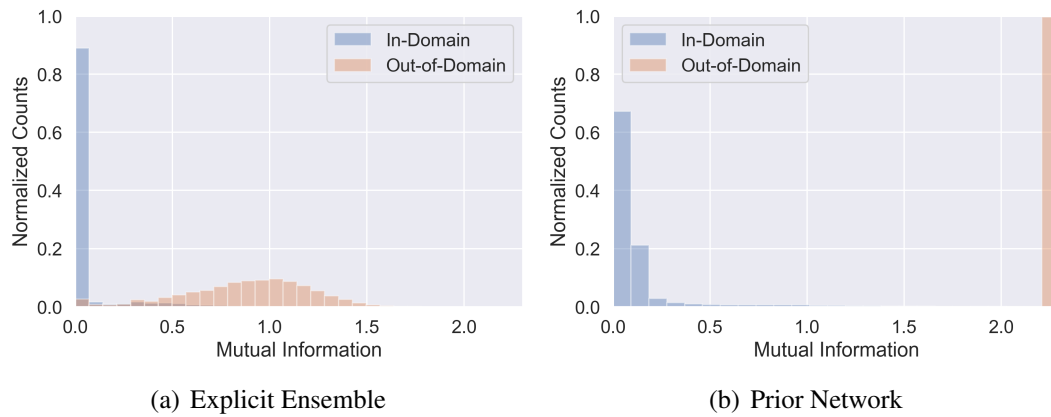 1.0
0.8
0.6
0.4
0.2
0.0
Normalized Counts
In-Domain
Out-of-Domain
0.0 0.5 1.0 1.5 2.0
Mutual Information
(a) Explicit Ensemble
1.0
0.8
0.6
0.4
0.2
0.0
Normalized Counts
In-Domain
Out-of-Domain
0.0 0.5 1.0 1.5 2.0
Mutual Information
(b) Prior Network